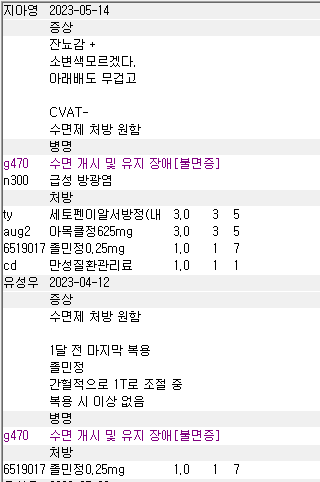 지아영 2023-05-14
증상
잔뇨감 +
소변색모르겠다.
아래배도 무겁고
CVAT-
수면제 처방 원함
병명
g470 수면 개시 및 유지 장애[불면증]
n300 급성 방광염
처방
ty 세토펜이알서방정(내 3.0 3 5
aug2 아목클정625mg 3.0 3 5
6519017 졸민정0.25mg 1.0 1 7
cd 만성질환관리료 1.0 1 1
유성우 2023-04-12
증상
수면제 처방 원함
1달 전 마지막 복용
졸민정
간헐적으로 1T로 조절 중
복용 시 이상 없음
병명
g470 수면 개시 및 유지 장애[불면증]
처방
6519017 졸민정0.25mg 1.0 1 7